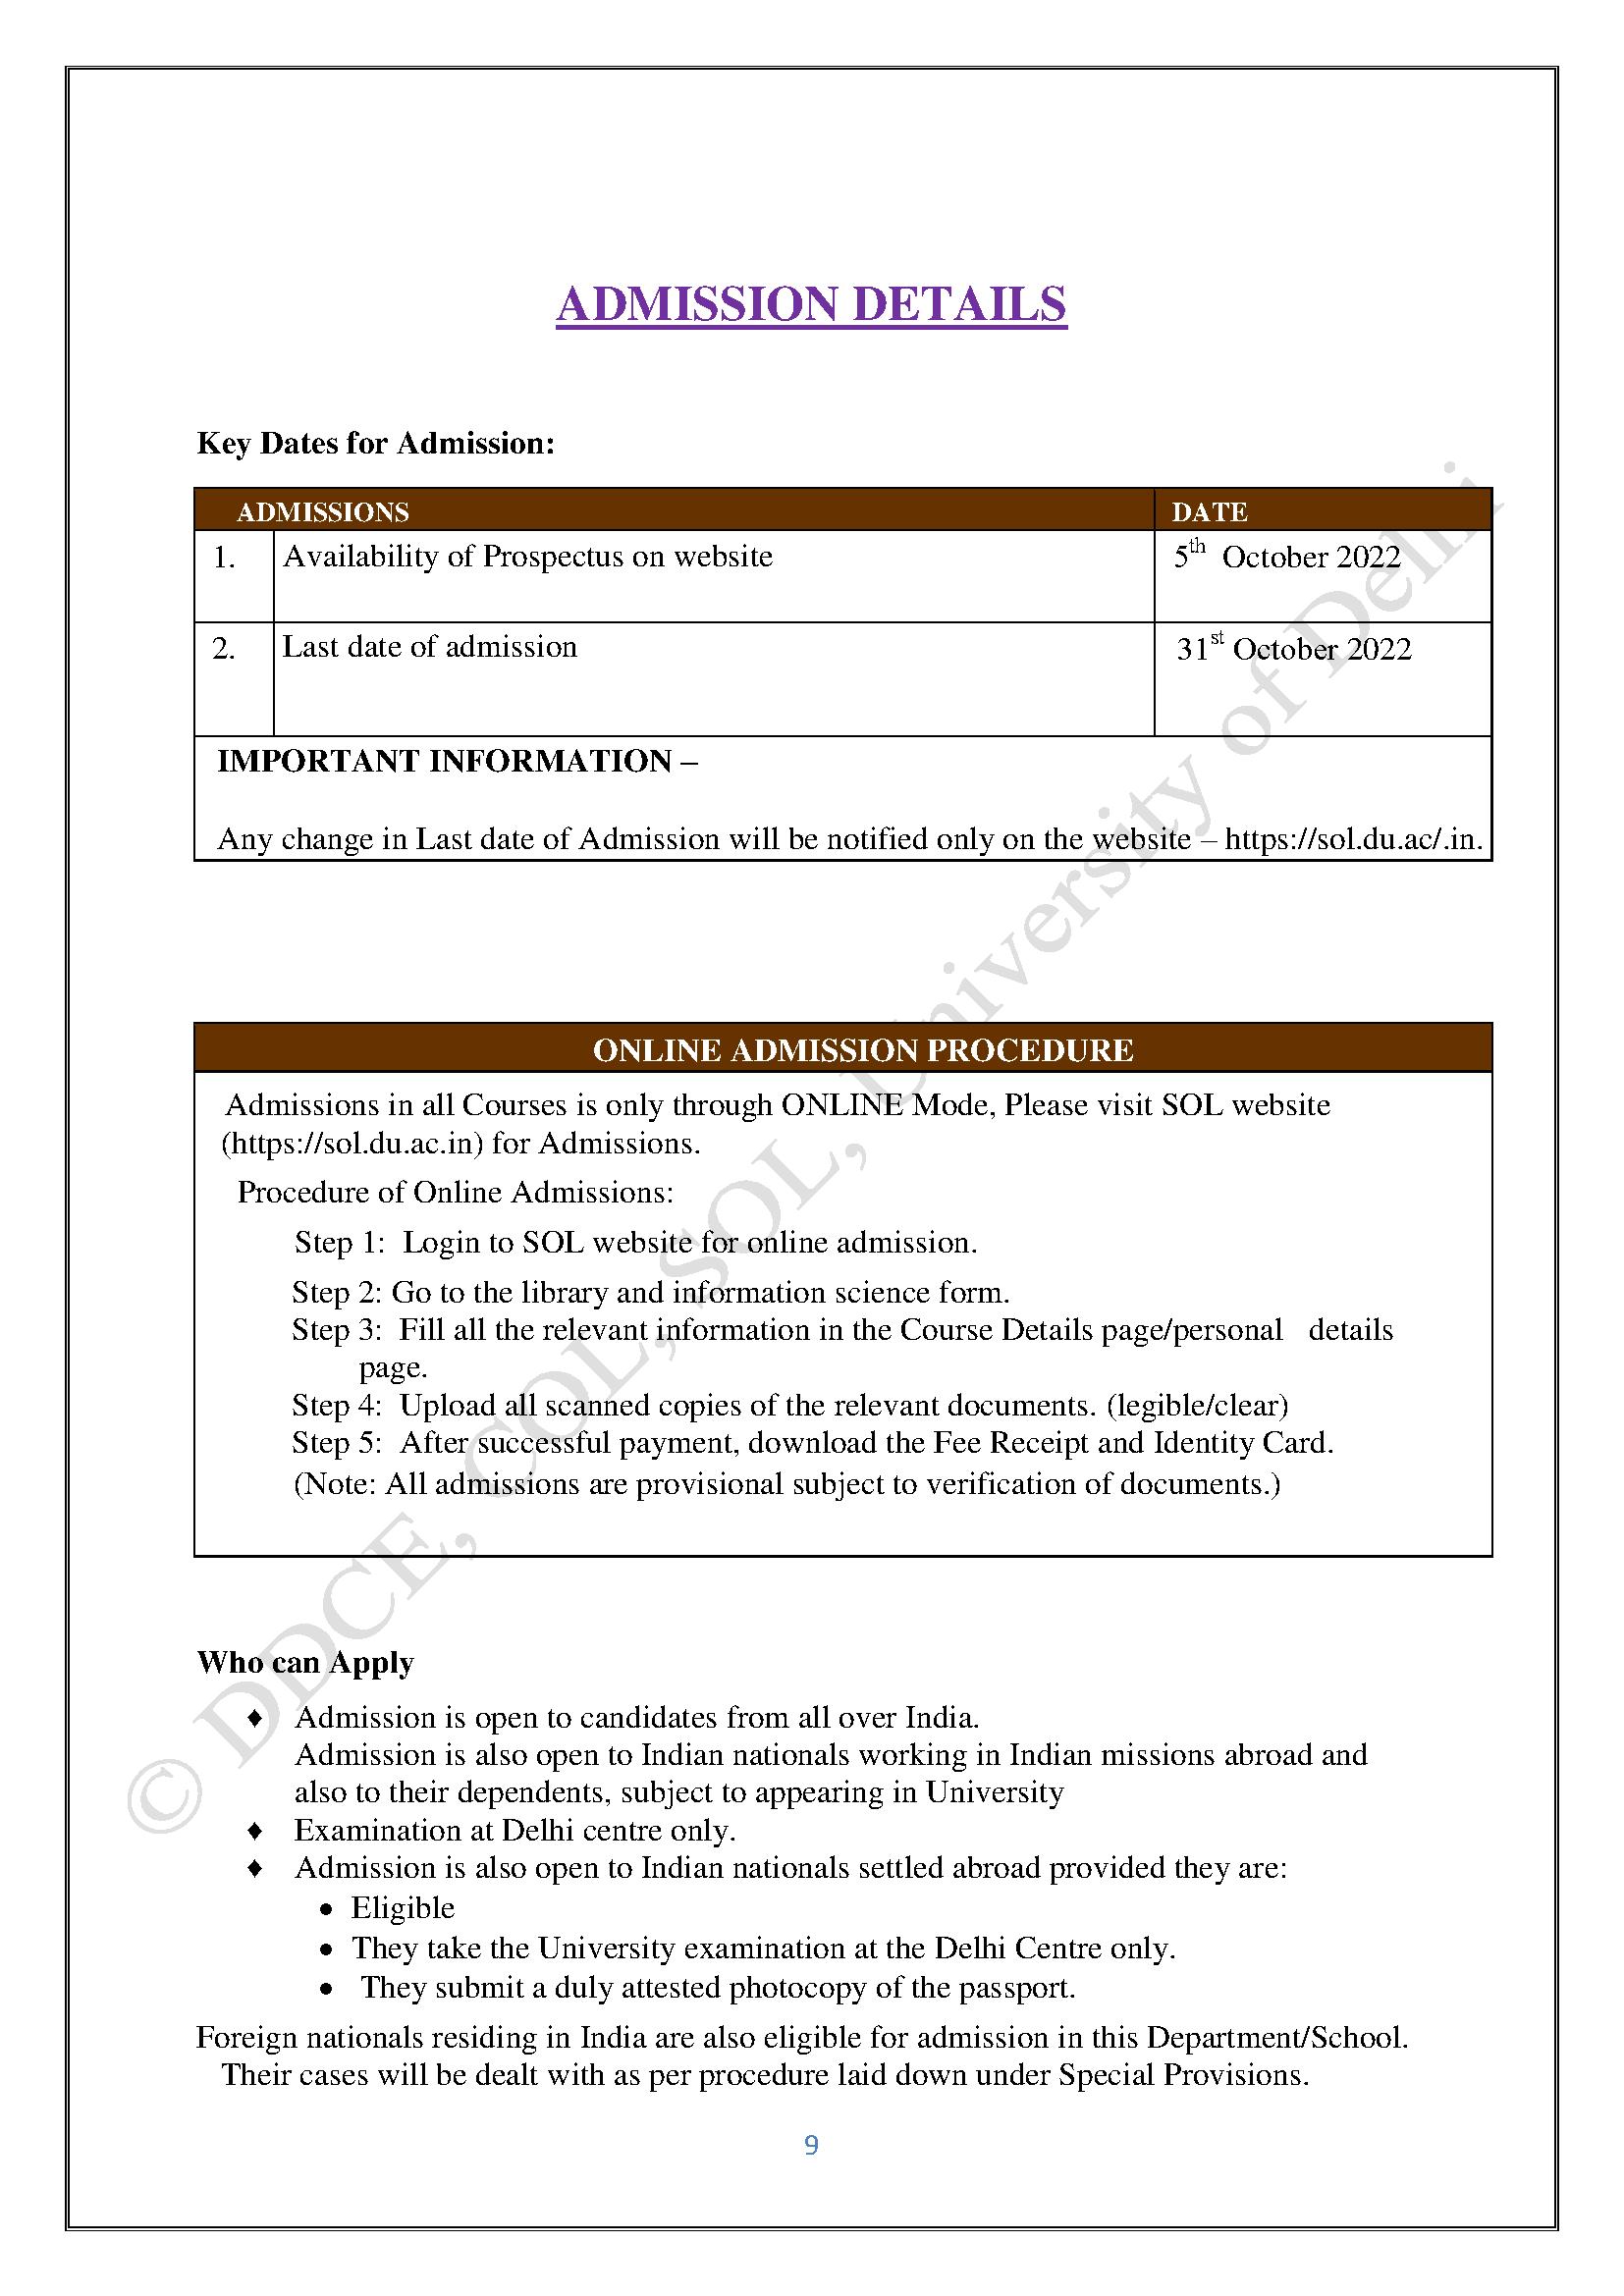 ADMISSION DETAILS
Key Dates for Admission:
ADMISSIONS DATE
1. Availability of Prospectus on website 5th October 2022
2. Last date of admission 31st October 2022
IMPORTANT INFORMATION –
Any change in Last date of Admission will be notified only on the website – https://sol.du.ac/.in.
ONLINE ADMISSION PROCEDURE
Admissions in all Courses is only through ONLINE Mode, Please visit SOL website
(https://sol.du.ac.in) for Admissions.
Procedure of Online Admissions:
Step 1: Login to SOL website for online admission.
Step 2: Go to the library and information science form.
Step 3: Fill all the relevant information in the Course Details page/personal details
page.
Step 4: Upload all scanned copies of the relevant documents. (legible/clear)
Step 5: After successful payment, download the Fee Receipt and Identity Card.
(Note: All admissions are provisional subject to verification of documents.)
Who can Apply
♦ Admission is open to candidates from all over India.
Admission is also open to Indian nationals working in Indian missions abroad and
also to their dependents, subject to appearing in University
♦ Examination at Delhi centre only.
♦ Admission is also open to Indian nationals settled abroad provided they are:
• Eligible
• They take the University examination at the Delhi Centre only.
• They submit a duly attested photocopy of the passport.
Foreign nationals residing in India are also eligible for admission in this Department/School.
Their cases will be dealt with as per procedure laid down under Special Provisions.
9
© DDCE, COL, SOL, University of Delhi